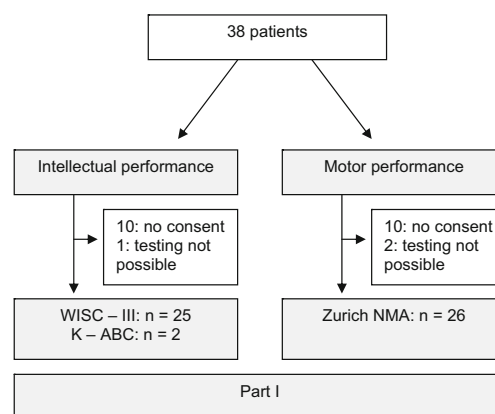 38 patients
Intellectual performance
10: no consent
1: testing not
possible
WISC – III: n = 25
K – ABC: n = 2
Motor performance
10: no consent
2: testing not
possible
Zurich NMA: n = 26
Part I